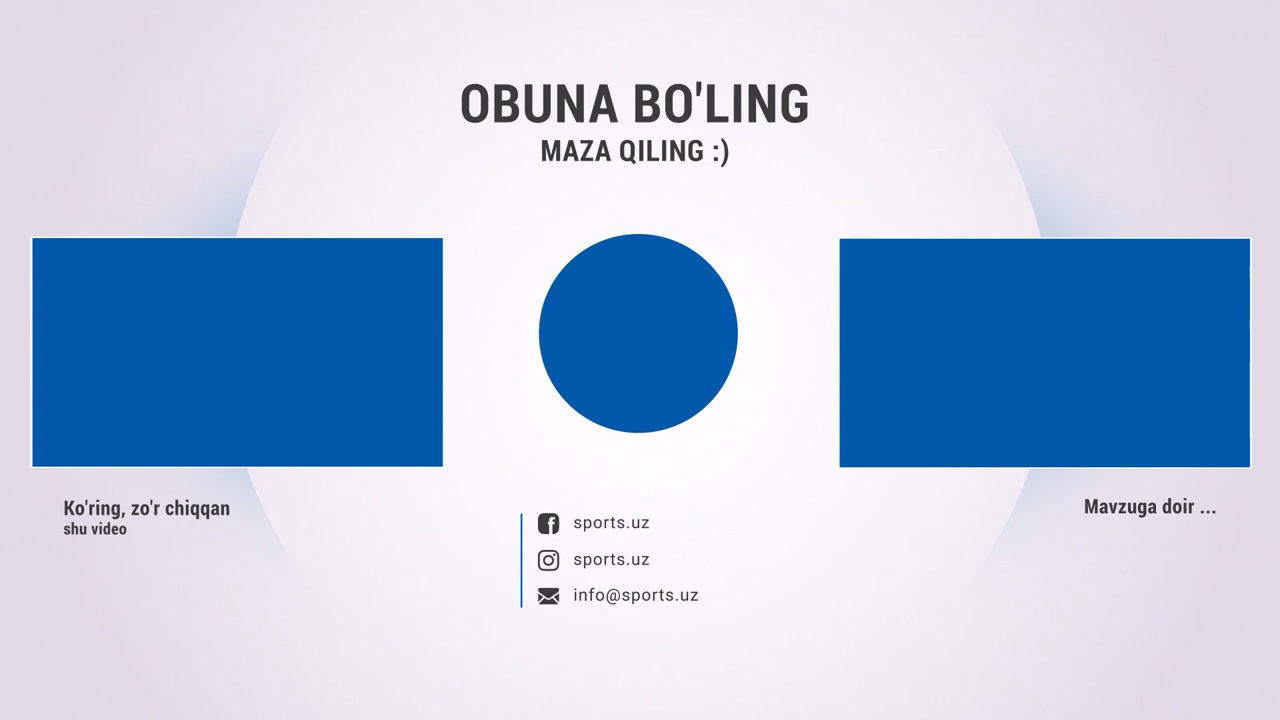 OBUNA BO'LING
MAZA QILING :)
Ko'ring, zo'r chiqqan
shu video
Mavzuga doir ...
sports.uz
sports.uz
info@sports.uz